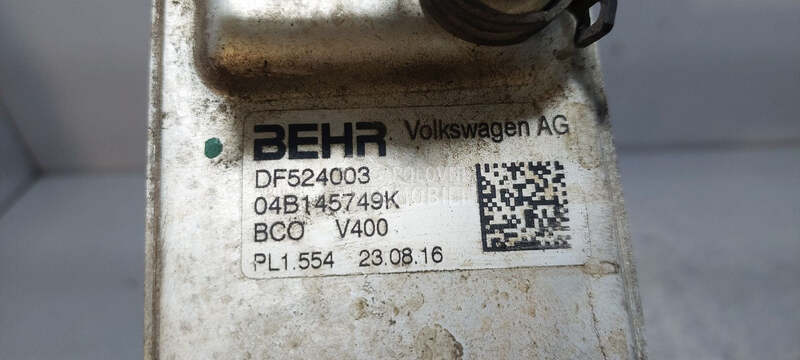 BEHR Volkswagen AG
DF524003
04B145749K
BCO V400
PL1.554 23.08.16